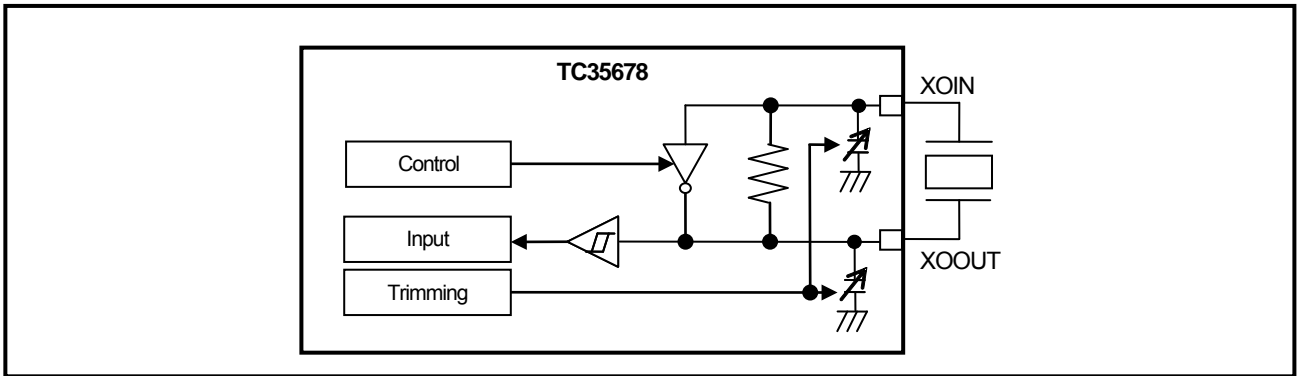 TC35678
XOIN
Control
Input
XOOUT
Trimming